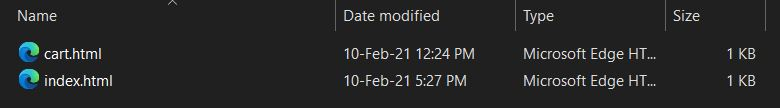 Name Date modified Type Size
cart.html 10-Feb-21 12:24 PM Microsoft Edge HT... 1 KB
index.html 10-Feb-21 5:27 PM Microsoft Edge HT... 1 KB